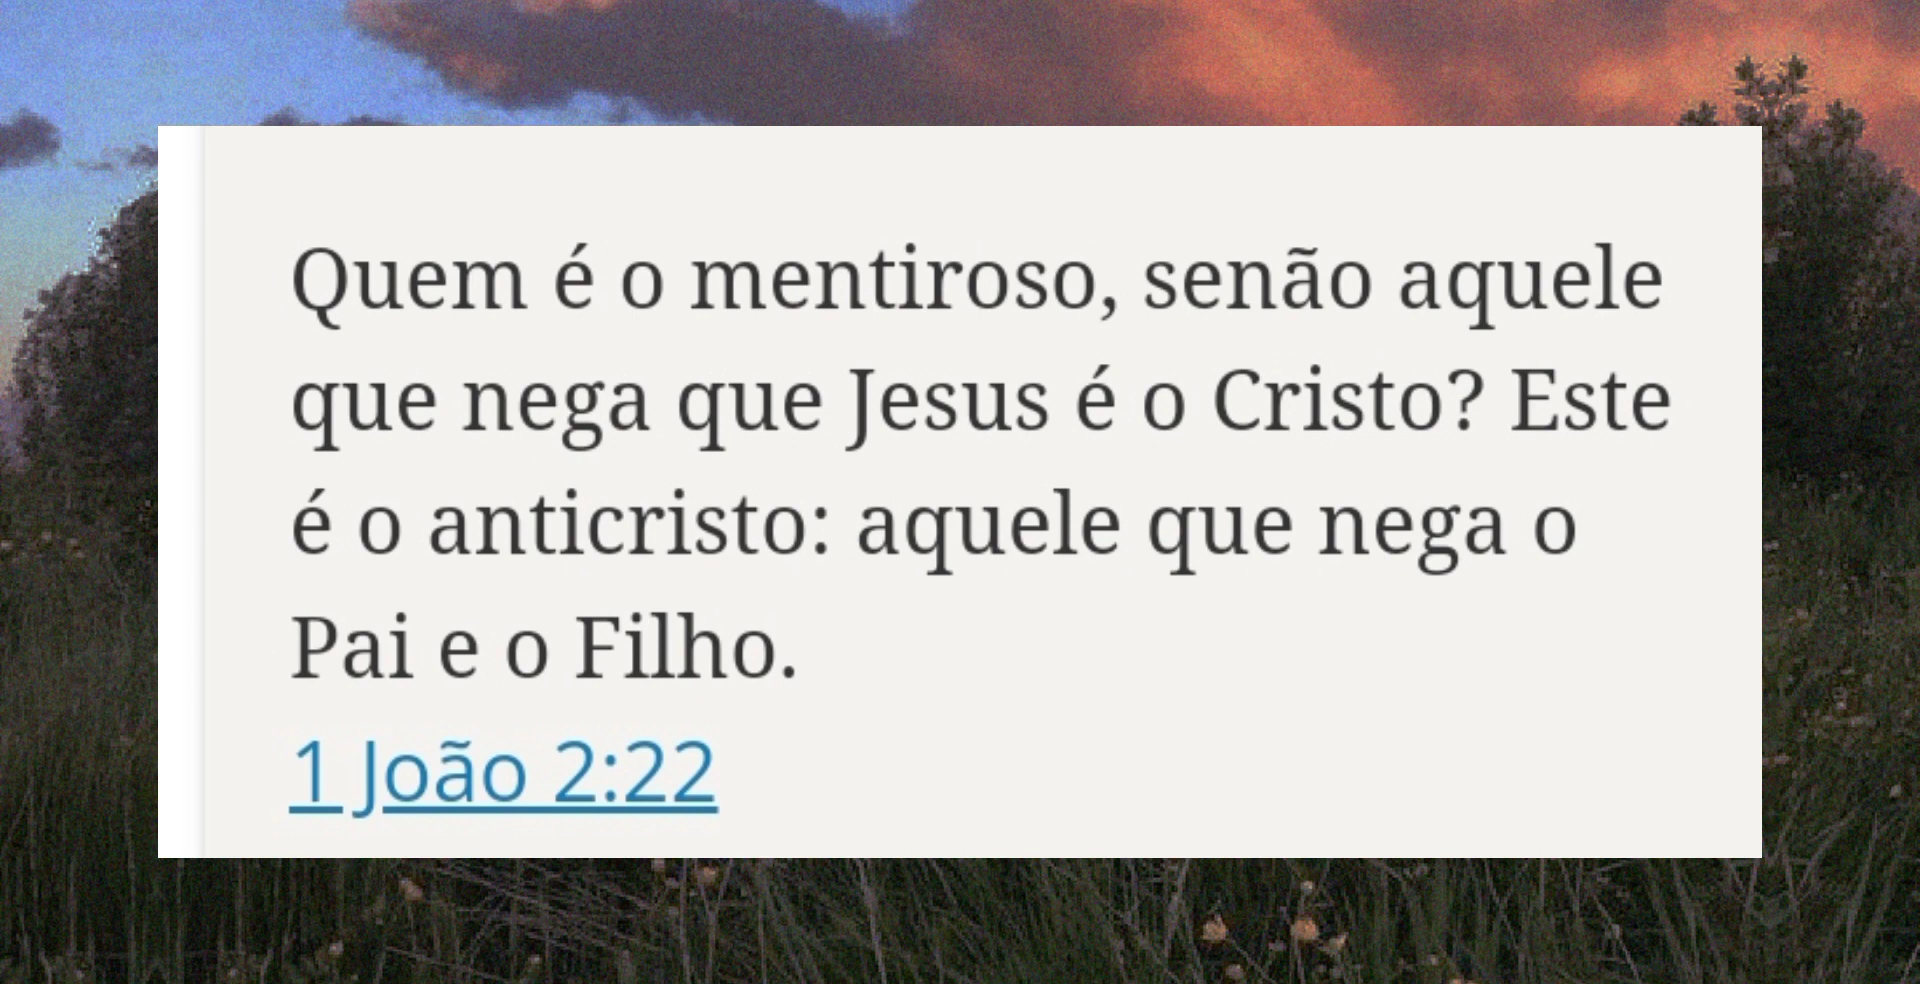 Quem é o mentiroso, senão aquele
que nega que Jesus é o Cristo? Este
é o anticristo: aquele que nega o
Pai e o Filho.
1 João 2:22